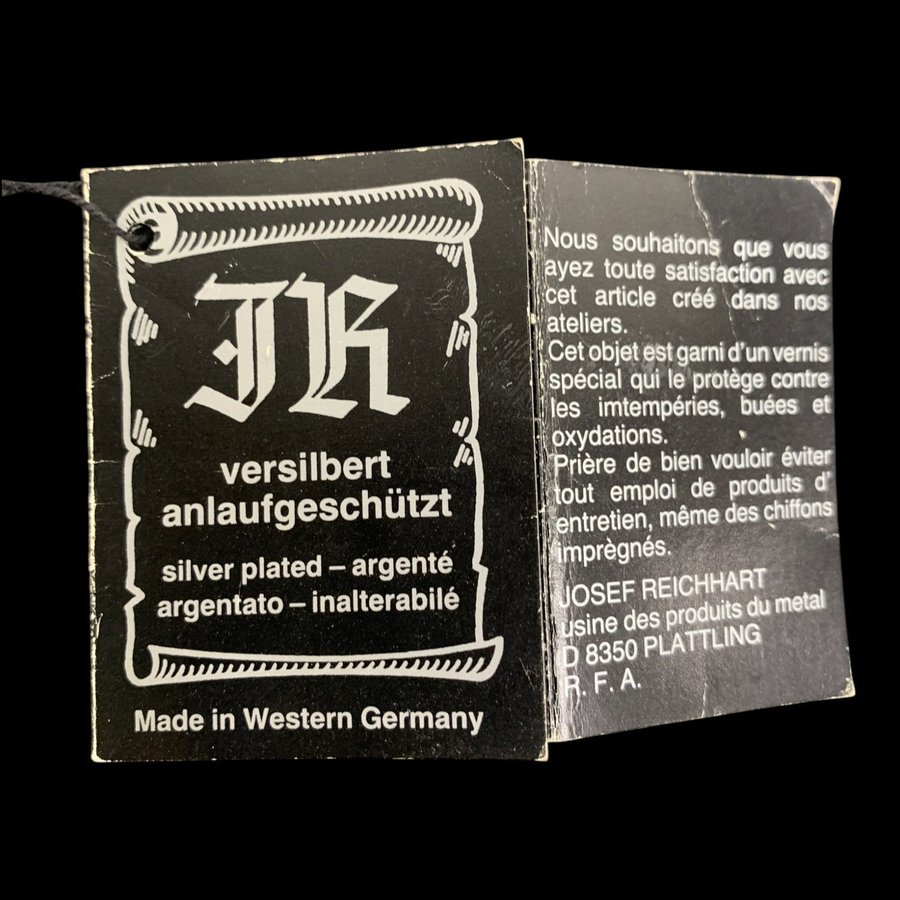 JR
versilbert
anlaufgeschützt
silver plated – argenté
argentato – inalterabilé
Made in Western Germany
Nous souhaitons que vous
ayez toute satisfaction avec
cet article créé dans nos
ateliers.
Cet objet est garni d'un vernis
spécial qui le protège contre
les imtempéries, buées et
oxydations.
Prière de bien vouloir éviter
tout emploi de produits d'
entretien, même des chiffons
imprègnés.
JOSEF REICHHART
usine des produits du metal
D 8350 PLATTLING
R. F. A.